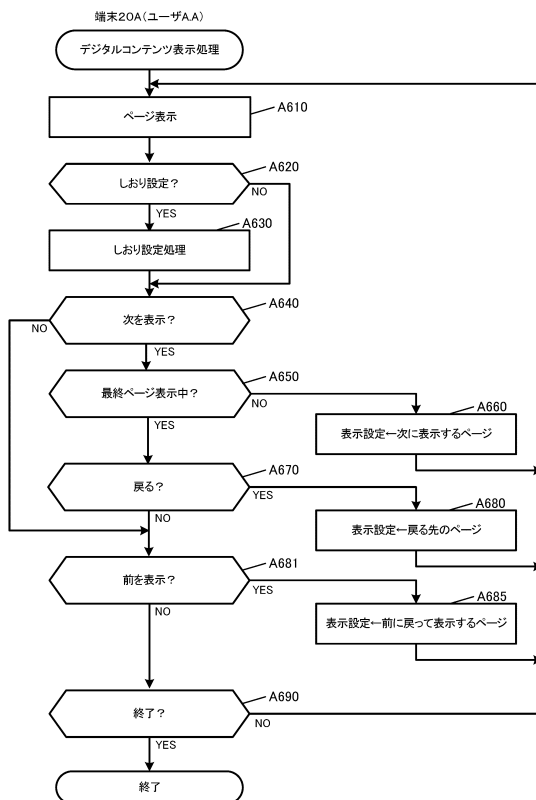 端末20A(ユーザA.A)
デジタルコンテンツ表示処理
ページ表示
A610
しおり設定?
A620
NO
YES
しおり設定処理
A630
次を表示?
A640
NO
YES
最終ページ表示中?
A650
NO
YES
表示設定←次に表示するページ
A660
戻る?
A670
YES
NO
表示設定←戻る先のページ
A680
前を表示?
A681
YES
NO
表示設定←前に戻って表示するページ
A685
終了?
A690
NO
YES
終了